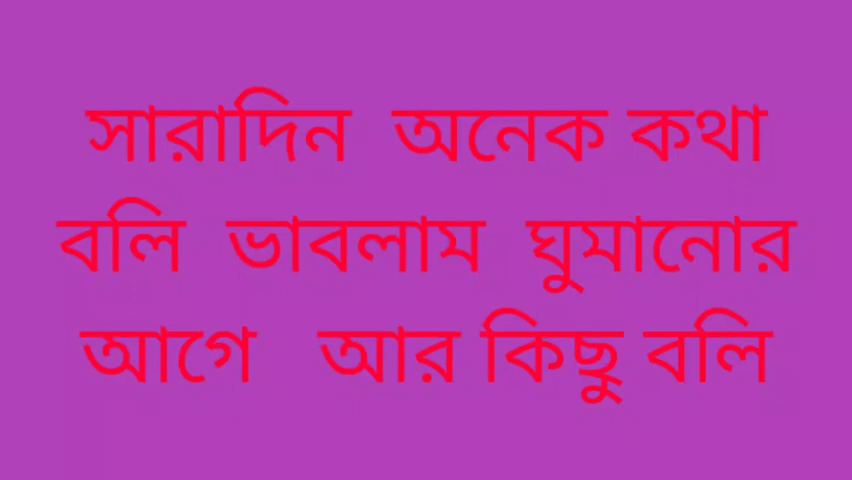 সারাদিন অনেক কথা
বলি ভাবলাম ঘুমানোর
আগে আর কিছু বলি